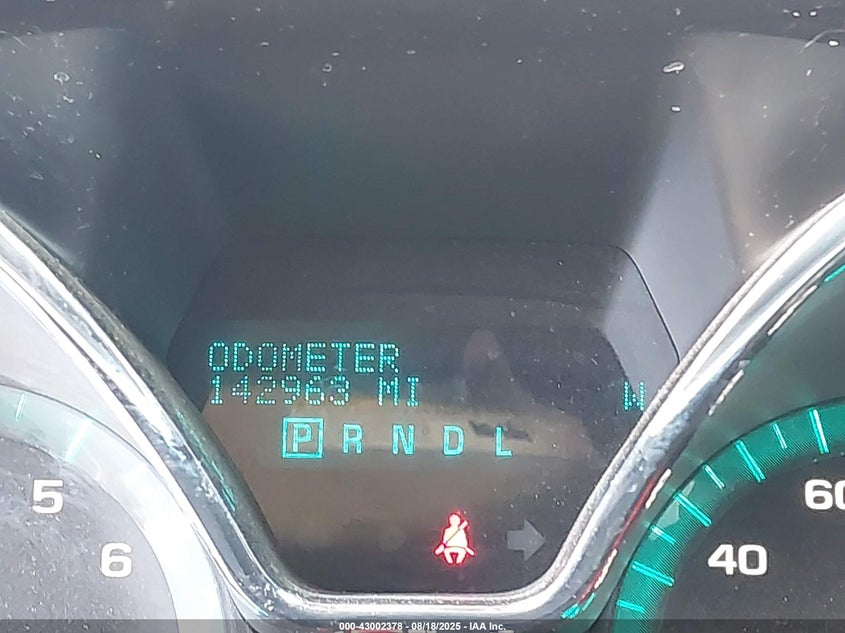 ODOMETER
142963 MI W
P R N D L
5
6
60
40
000-43002378 - 08/18/2025 - IAA Inc.